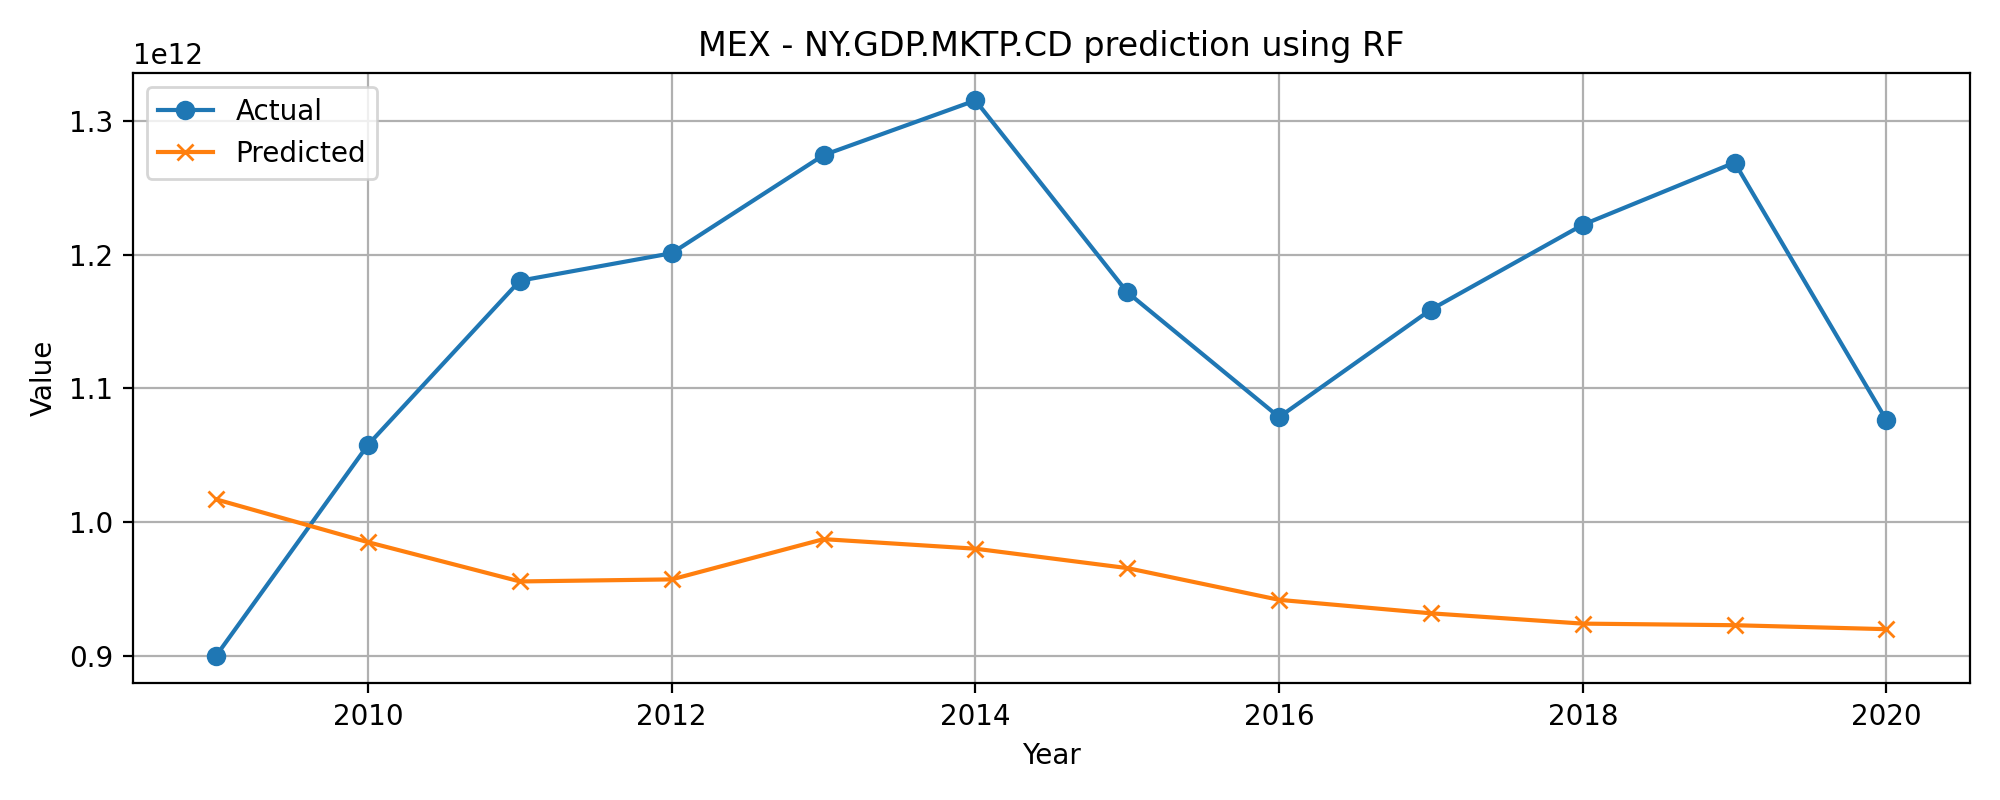 MEX - NY.GDP.MKTP.CD prediction using RF
1e12
Actual
Predicted
1.3
1.2
1.1
1.0
0.9
Value
2010 2012 2014 2016 2018 2020
Year